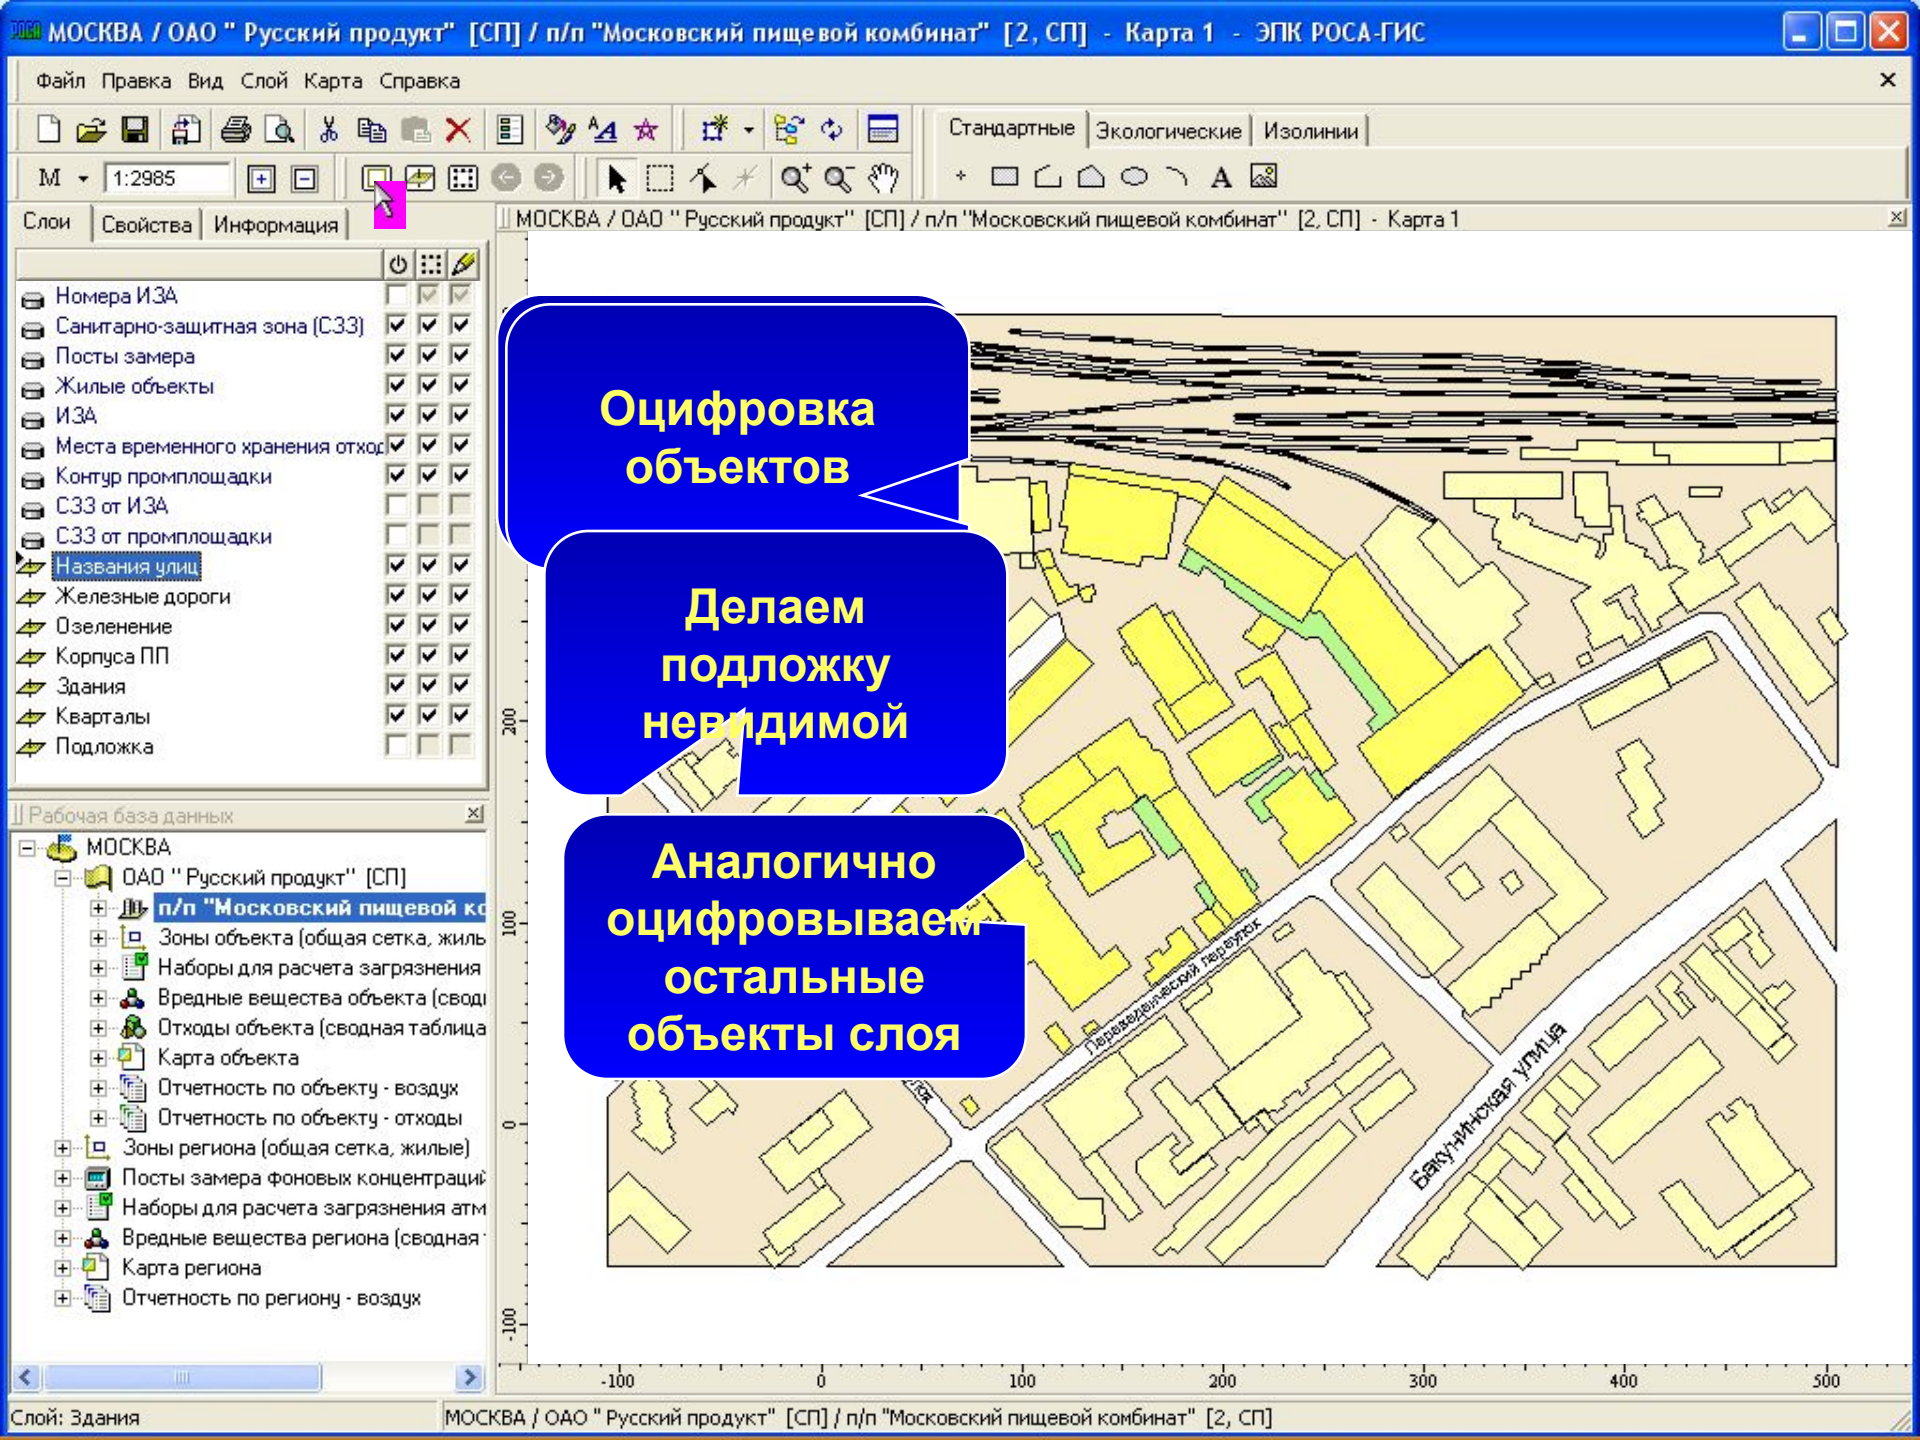 МОСКВА / ОАО " Русский продукт" [СП] / п/п "Московский пищевой комбинат" [2, СП] - Карта 1 - ЭПК РОСА-ГИС
Файл Правка Вид Слой Карта Справка
Стандартные Экологические Изолинии
М 1:2985
A
Слои Свойства Информация
МОСКВА / ОАО " Русский продукт" [СП] / п/п "Московский пищевой комбинат" [2, СП] - Карта 1
Номера ИЗА
Санитарно-защитная зона (СЗЗ)
Посты замера
Жилые объекты
ИЗА
Места временного хранения отход
Контур промплощадки
СЗЗ от ИЗА
СЗЗ от промплощадки
Названия улиц
Железные дороги
Озеленение
Корпуса ПП
Здания
Кварталы
Подложка
Рабочая база данных
МОСКВА
ОАО " Русский продукт" [СП]
п/п "Московский пищевой ко
Зоны объекта (общая сетка, жиль
Наборы для расчета загрязнения
Вредные вещества объекта (сводн
Отходы объекта (сводная таблица
Карта объекта
Отчетность по объекту - воздух
Отчетность по объекту - отходы
Зоны региона (общая сетка, жилые)
Посты замера фоновых концентраций
Наборы для расчета загрязнения атм
Вредные вещества региона (сводная
Карта региона
Отчетность по региону - воздух
Оцифровка
объектов
Делаем
подложку
невидимой
Аналогично
оцифровываем
остальные
объекты слоя
Переведеновский переулок
Бакунинская улица
200
100
0
-100
-100 0 100 200 300 400 500
Слой: Здания
МОСКВА / ОАО " Русский продукт" [СП] / п/п "Московский пищевой комбинат" [2, СП]